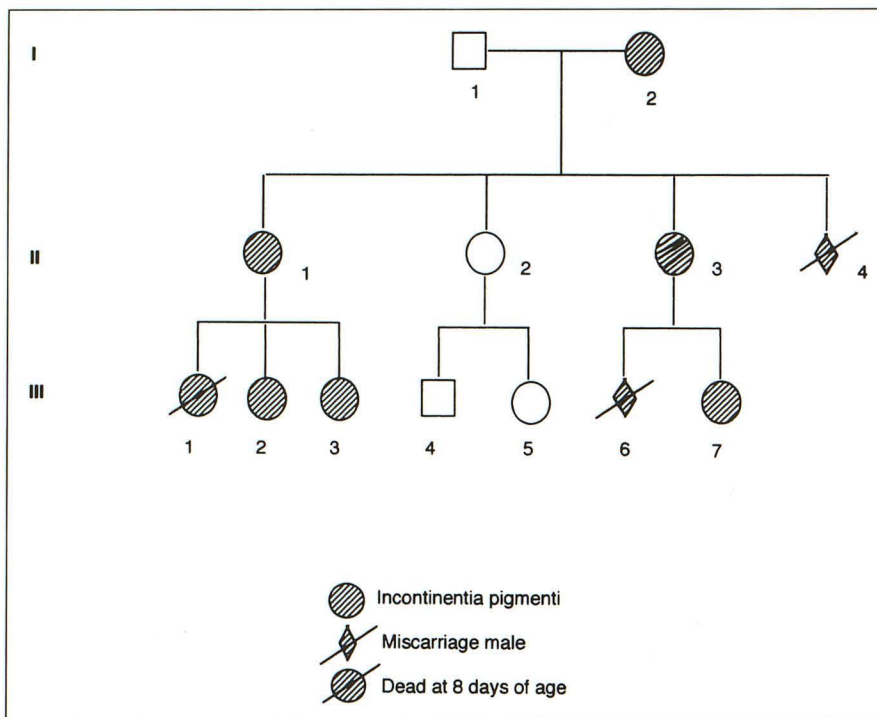 I
1
2
II
1
2
3
4
III
1
2
3
4
5
6
7
Incontinentia pigmenti
Miscarriage male
Dead at 8 days of age